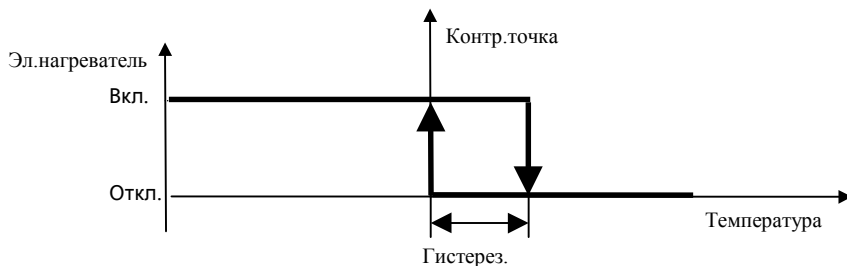 Контр.точка
Эл.нагреватель
Вкл.
Откл.
Температура
Гистерез.